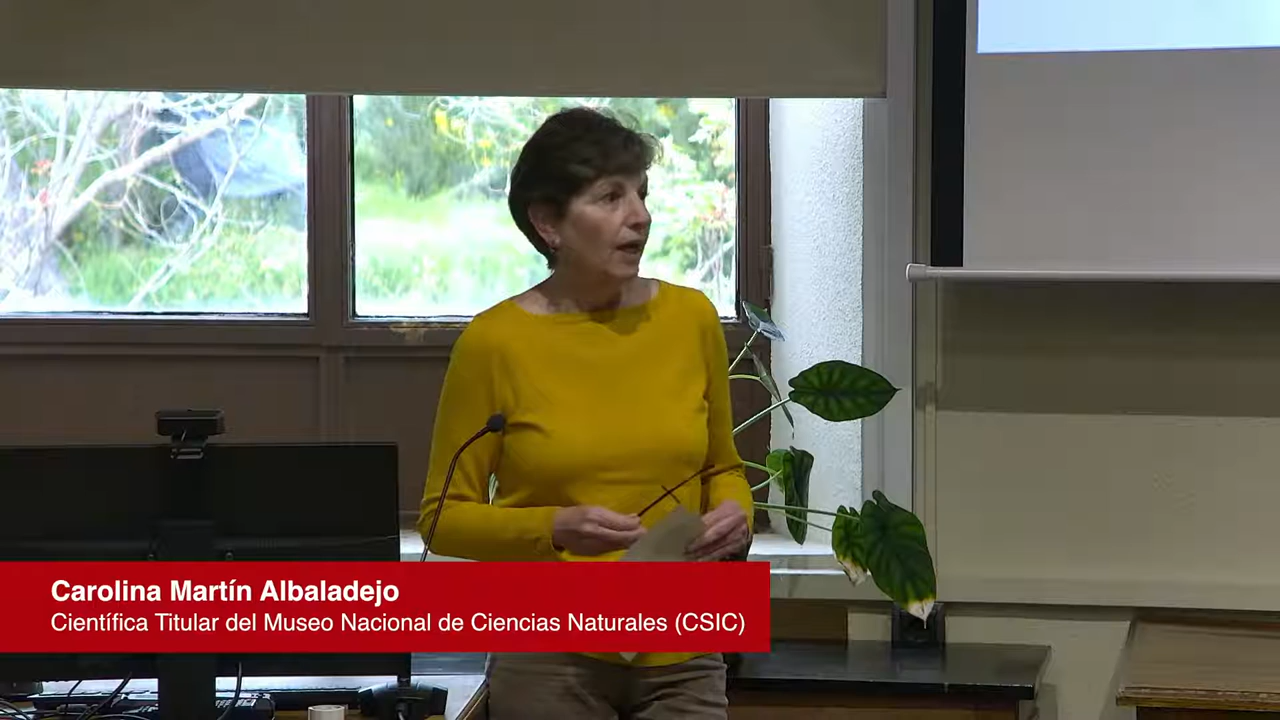 Carolina Martín Albaladejo
Científica Titular del Museo Nacional de Ciencias Naturales (CSIC)